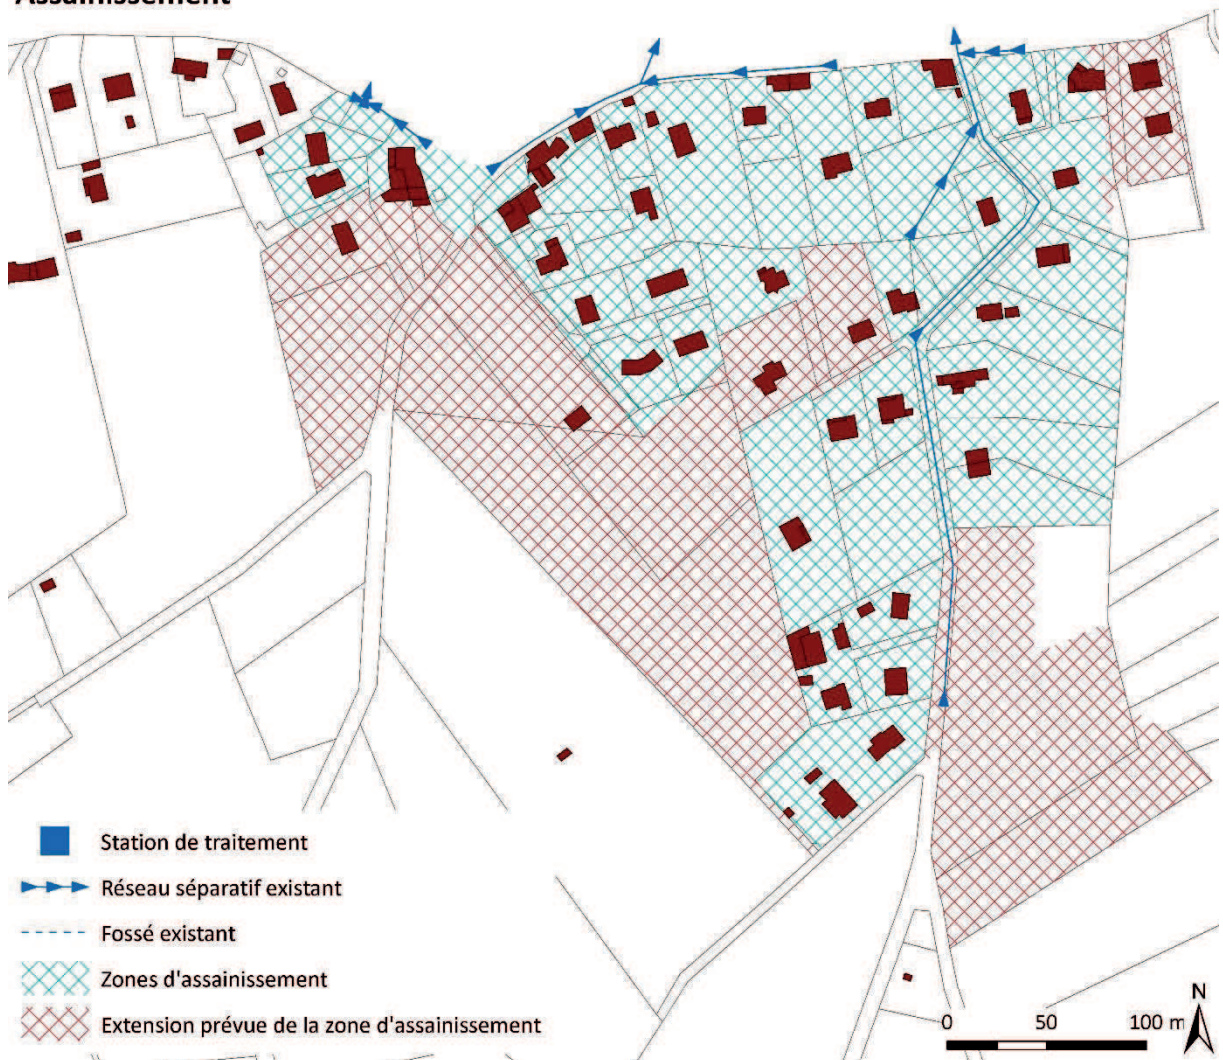 Assainissement
Station de traitement
Réseau séparatif existant
Fossé existant
Zones d'assainissement
Extension prévue de la zone d'assainissement
N
0 50 100 m